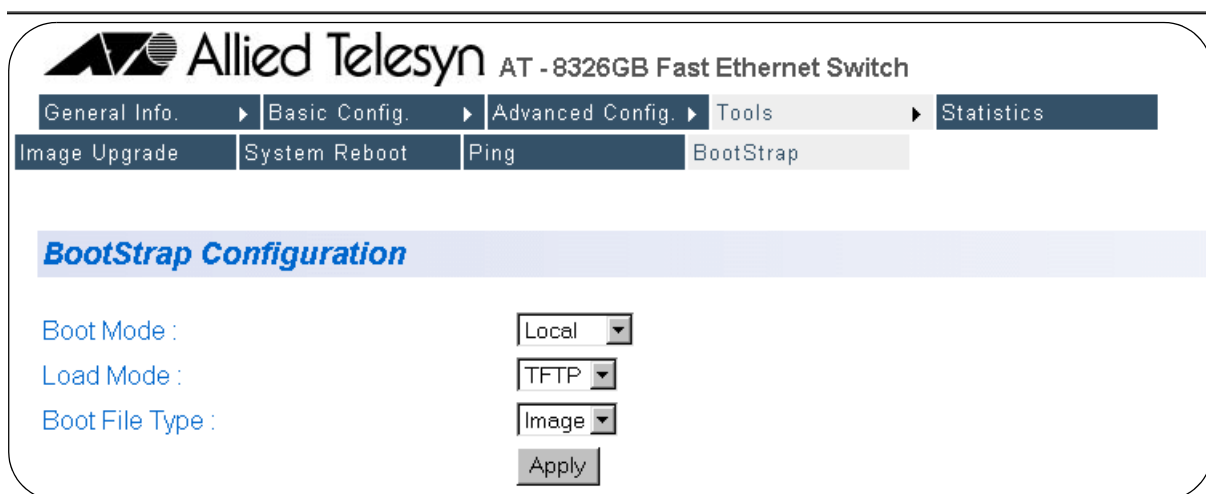 Allied Telesyn AT - 8326GB Fast Ethernet Switch
General Info. Basic Config. Advanced Config. Tools Statistics
Image Upgrade System Reboot Ping BootStrap
BootStrap Configuration
Boot Mode : Local
Load Mode : TFTP
Boot File Type : Image
Apply